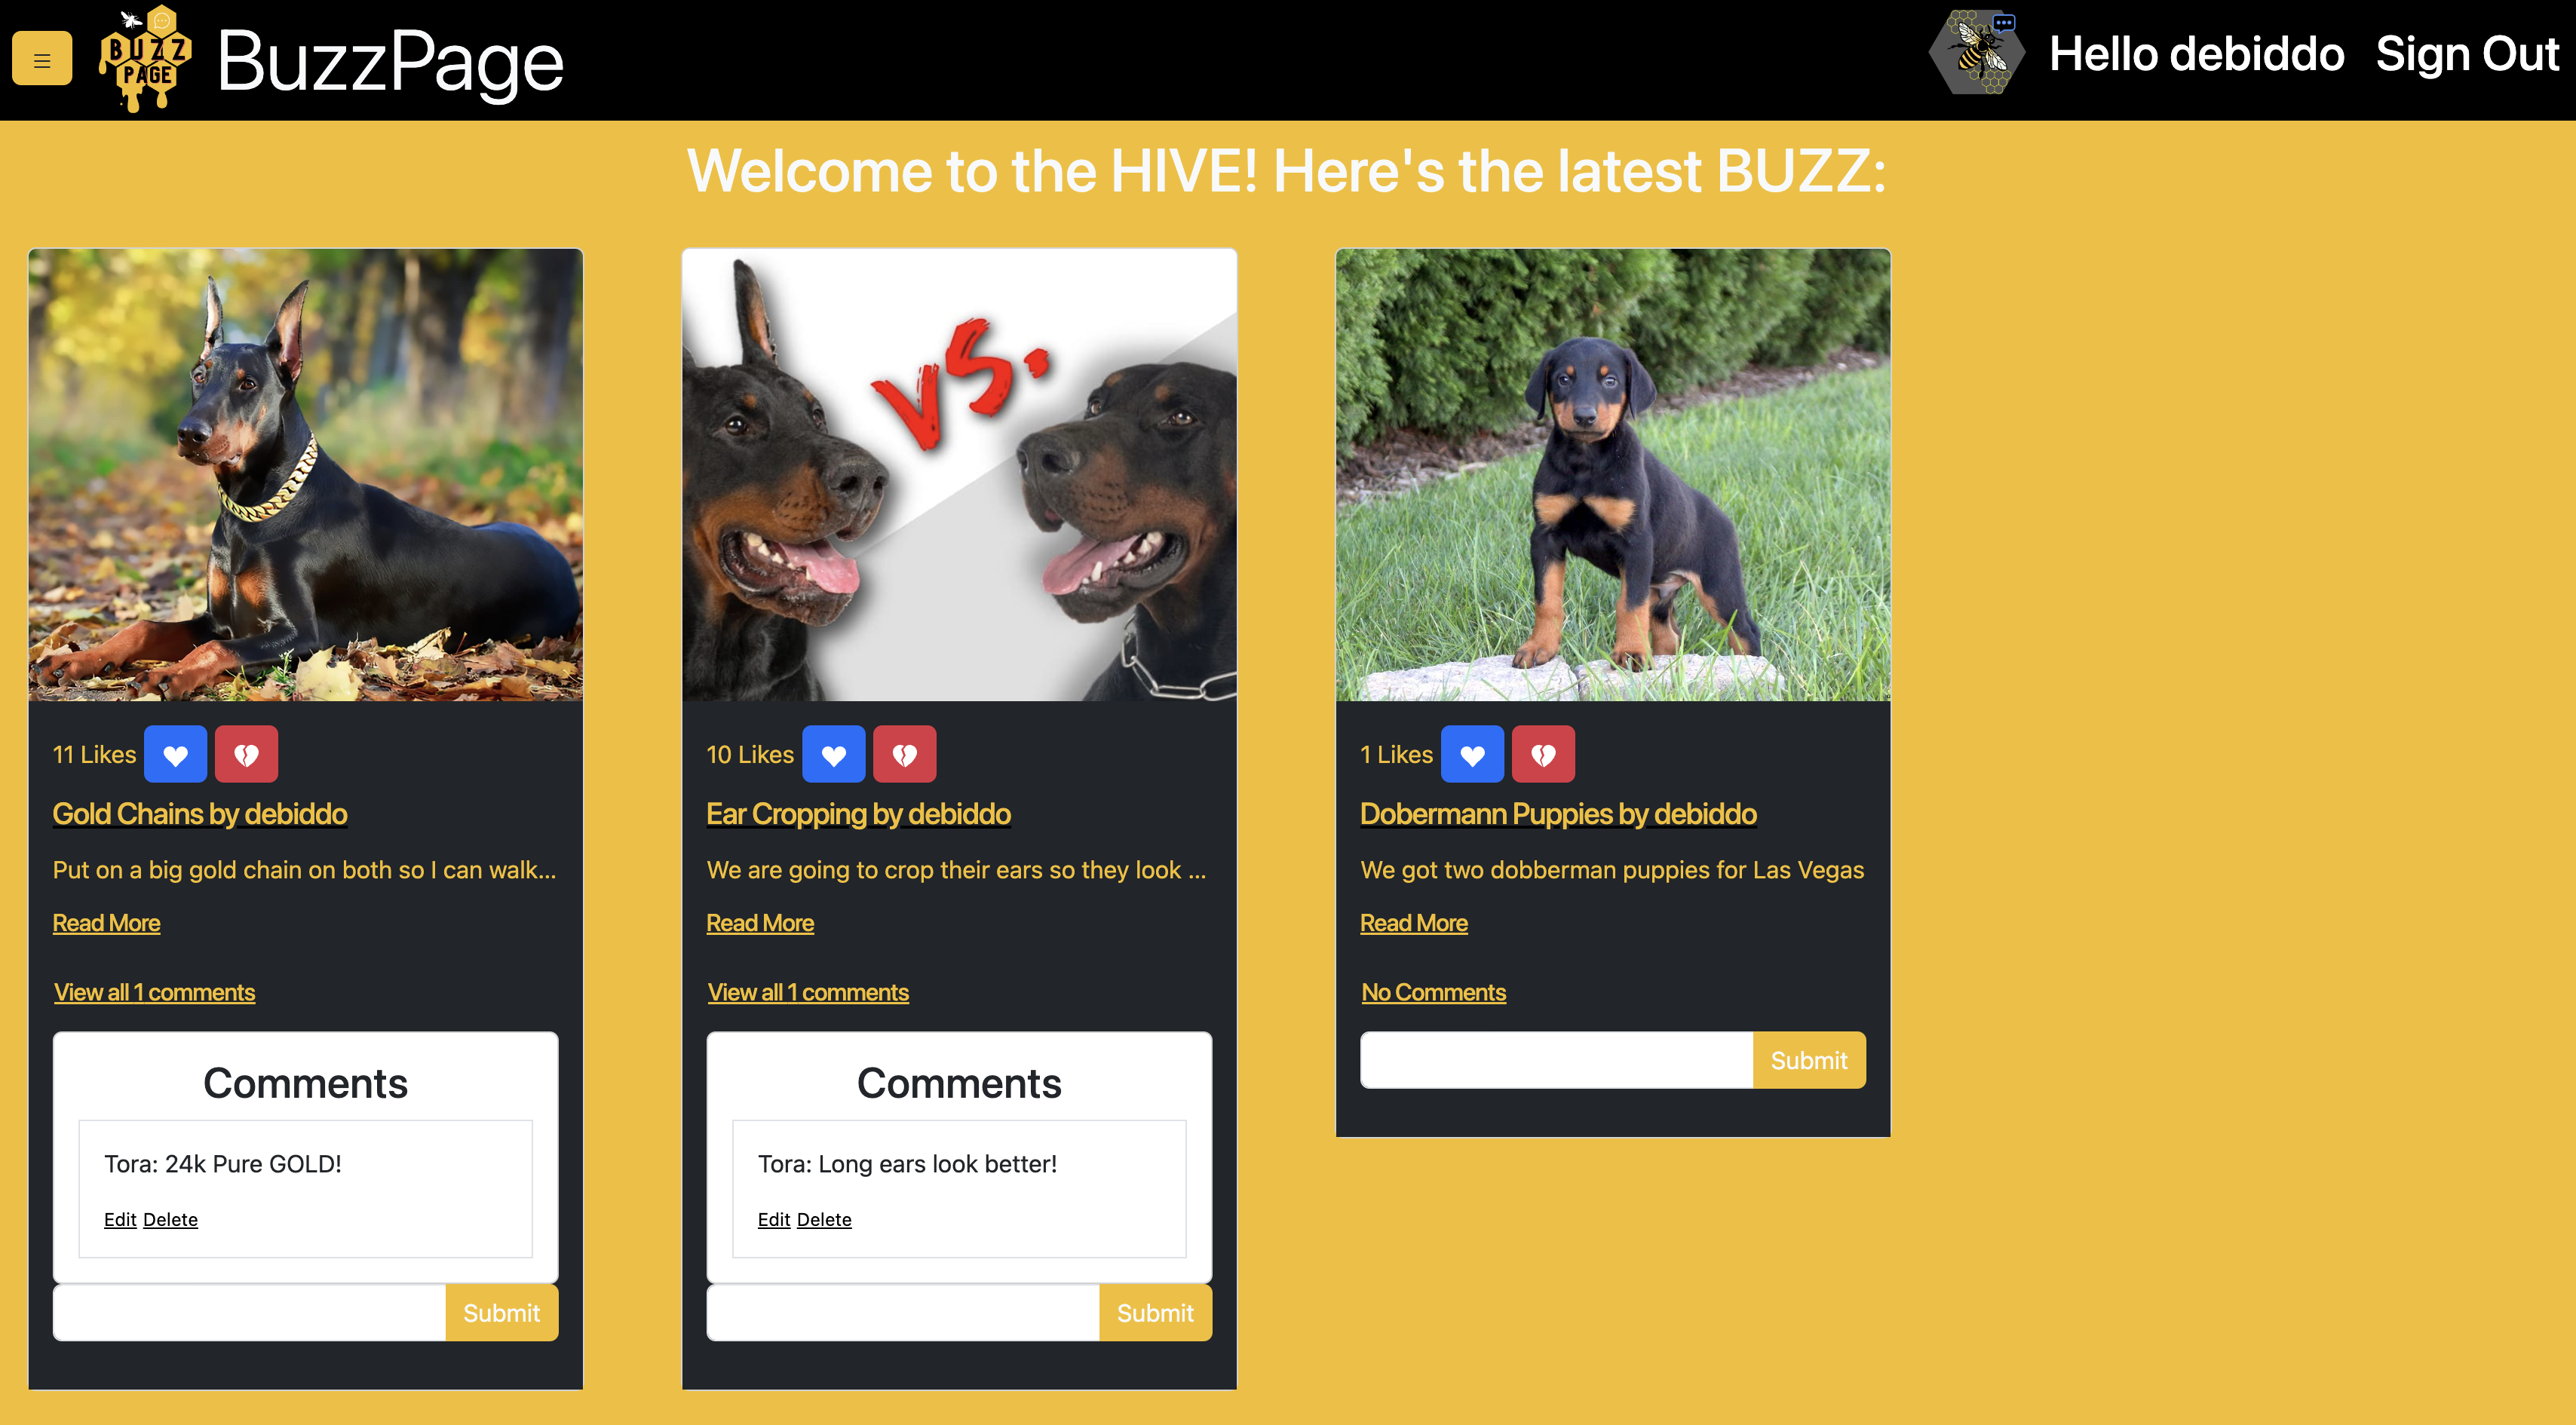 BUZZ
PAGE
BuzzPage
Hello debiddo
Sign Out
Welcome to the HIVE! Here's the latest BUZZ:
VS.
11 Likes
Gold Chains by debiddo
Put on a big gold chain on both so I can walk...
Read More
View all 1 comments
Comments
Tora: 24k Pure GOLD!
Edit Delete
Submit
10 Likes
Ear Cropping by debiddo
We are going to crop their ears so they look ...
Read More
View all 1 comments
Comments
Tora: Long ears look better!
Edit Delete
Submit
1 Likes
Dobermann Puppies by debiddo
We got two dobberman puppies for Las Vegas
Read More
No Comments
Submit